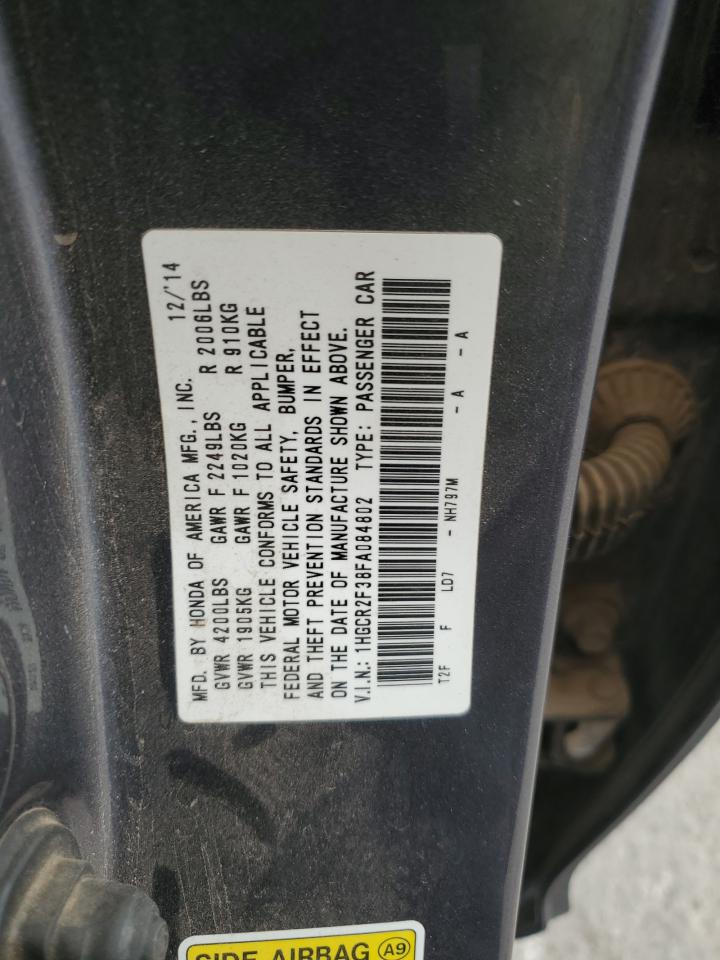 MFD. BY HONDA OF AMERICA MFG., INC. 12/'14
GVWR 4200LBS GAWR F 2249LBS R 2006LBS
GVWR 1905KG GAWR F 1020KG R 910KG
THIS VEHICLE CONFORMS TO ALL APPLICABLE
FEDERAL MOTOR VEHICLE SAFETY, BUMPER,
AND THEFT PREVENTION STANDARDS IN EFFECT
ON THE DATE OF MANUFACTURE SHOWN ABOVE.
V.I.N.: 1HGCR2F38FA084802 TYPE: PASSENGER CAR
T2F F LD7 - NH797M - A - A
SIDE AIRBAG A9